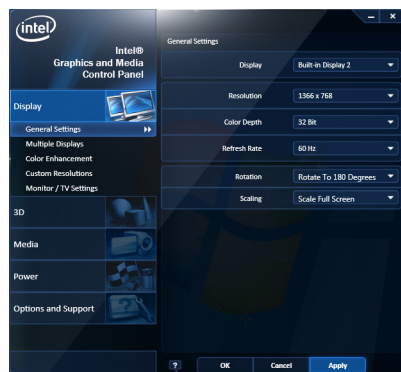 intel
Intel®
Graphics and Media
Control Panel
Display
General Settings
Multiple Displays
Color Enhancement
Custom Resolutions
Monitor / TV Settings
3D
Media
Power
Options and Support
General Settings
Display Built-in Display 2
Resolution 1366 x 768
Color Depth 32 Bit
Refresh Rate 60 Hz
Rotation Rotate To 180 Degrees
Scaling Scale Full Screen
? OK Cancel Apply